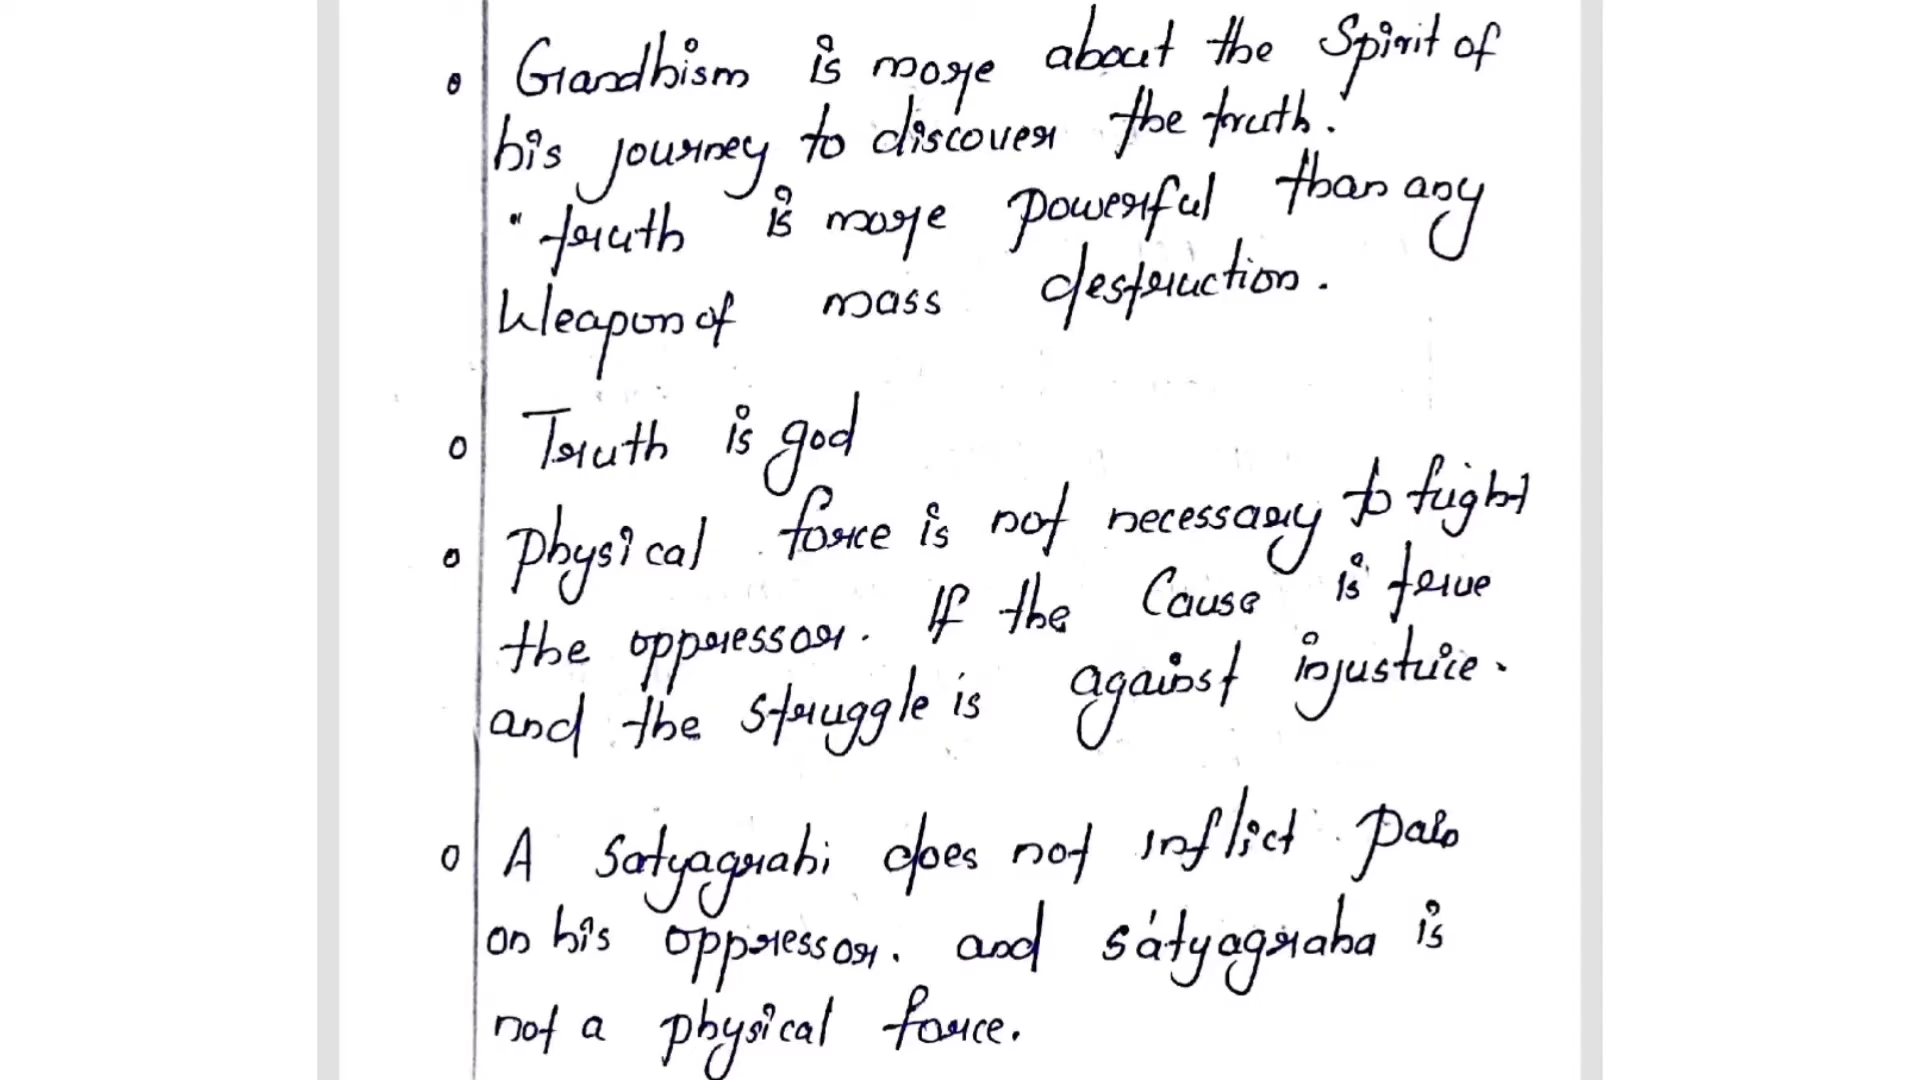 Gandhism is more about the Spirit of
his journey to discover the truth.
" truth is more powerful than any
Weapon of mass destruction.
Truth is god
Physical force is not necessary to fight
the oppressor. If the Cause is true
and the struggle is against injustice.
A Satyagrahi does not inflict pain
on his oppressor. and satyagraha is
not a physical force.